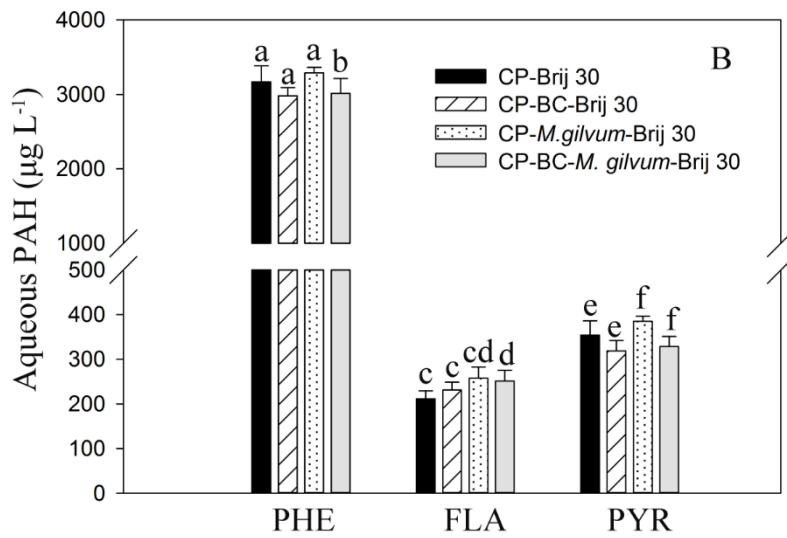 4000
3000
2000
1000
500
400
300
200
100
0
Aqueous PAH (µg L-1)
a a a b
c c cd d
e e f f
B
CP-Brij 30
CP-BC-Brij 30
CP-M.gilvum-Brij 30
CP-BC-M. gilvum-Brij 30
PHE FLA PYR